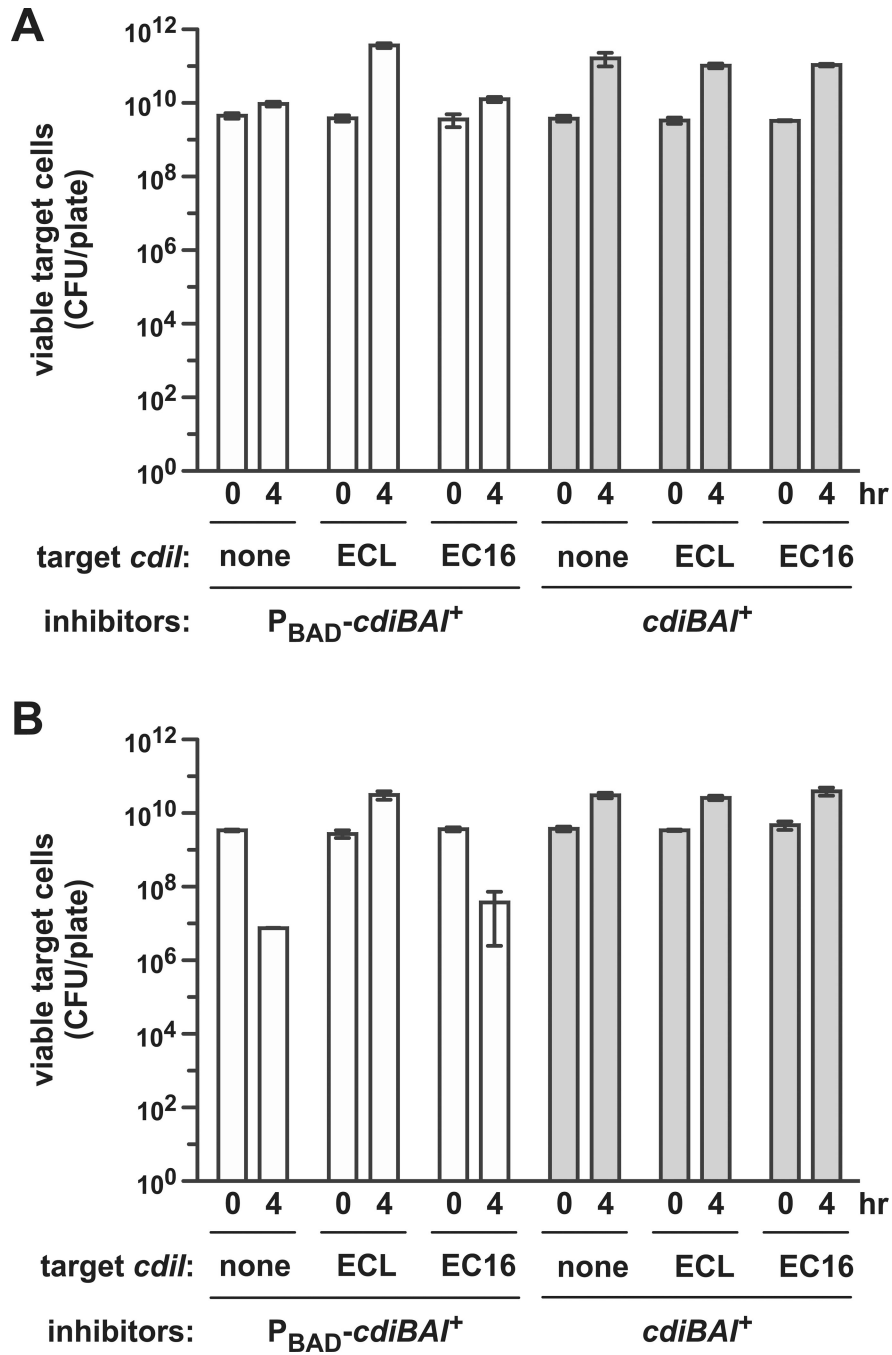 A
10^12
10^10
10^8
10^6
10^4
10^2
10^0
viable target cells
(CFU/plate)
0 4 0 4 0 4 0 4 0 4 0 4 hr
target cdiI: none ECL EC16 none ECL EC16
inhibitors: P_BAD-cdiBAI^+ cdiBAI^+
B
10^12
10^10
10^8
10^6
10^4
10^2
10^0
viable target cells
(CFU/plate)
0 4 0 4 0 4 0 4 0 4 0 4 hr
target cdiI: none ECL EC16 none ECL EC16
inhibitors: P_BAD-cdiBAI^+ cdiBAI^+